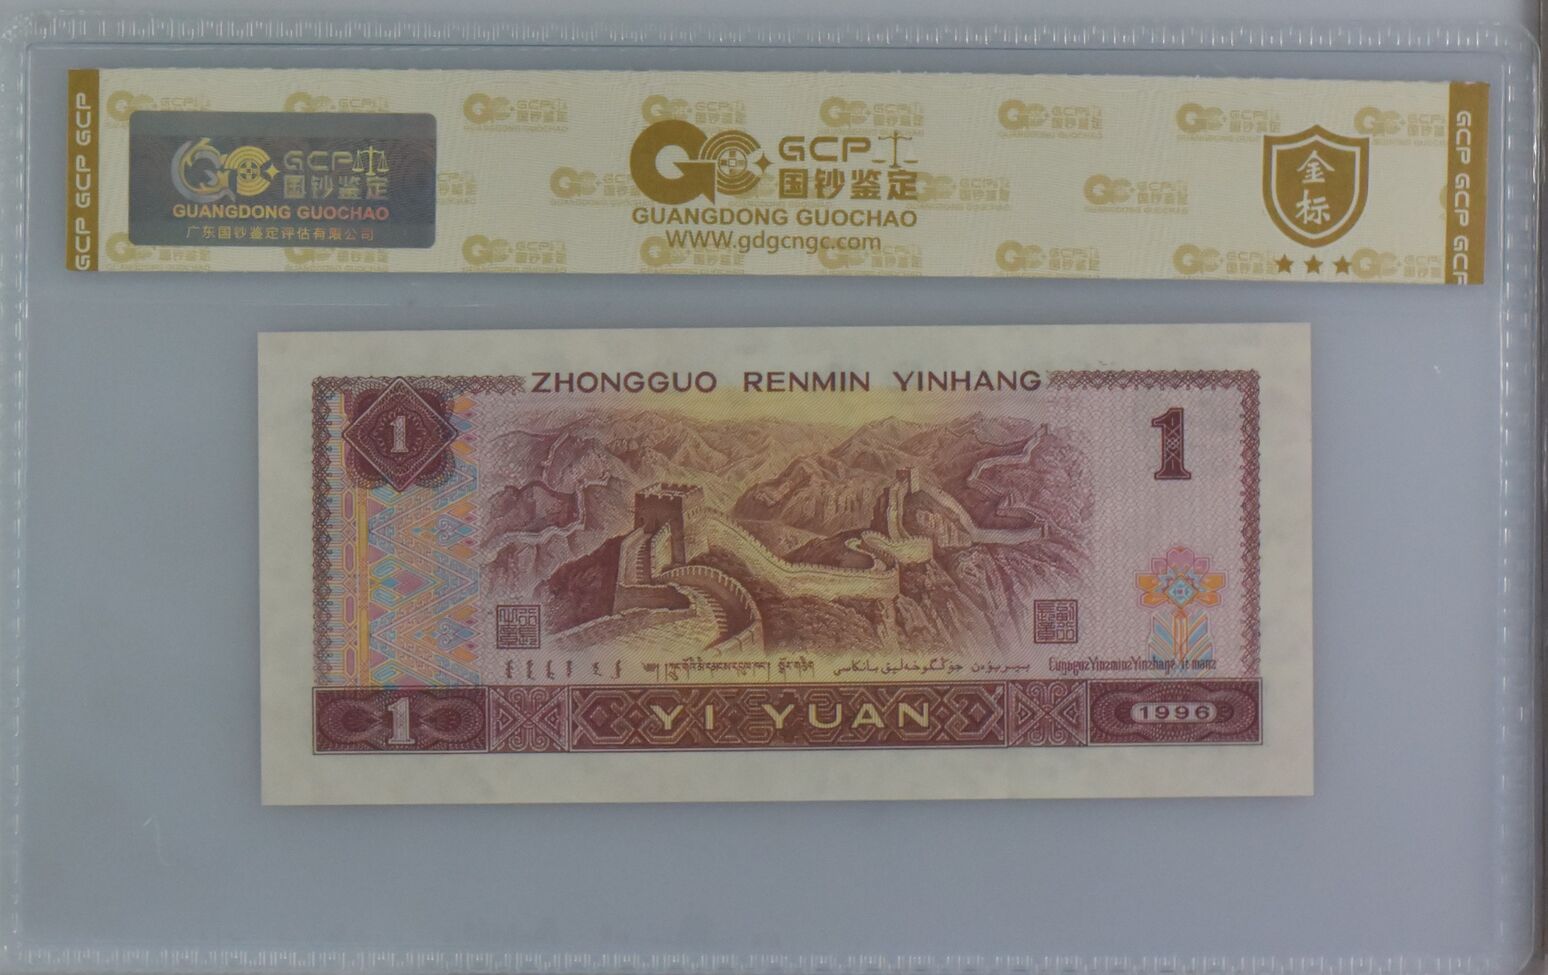 GCP GCP GCP
GCP 国钞鉴定
GUANGDONG GUOCHAO
广东国钞鉴定评估有限公司
GCP
国钞鉴定
GUANGDONG GUOCHAO
WWW.gdgcngc.com
金标
GCP GCP GCP
ZHONGGUO RENMIN YINHANG
1
1
1
YI YUAN
1996